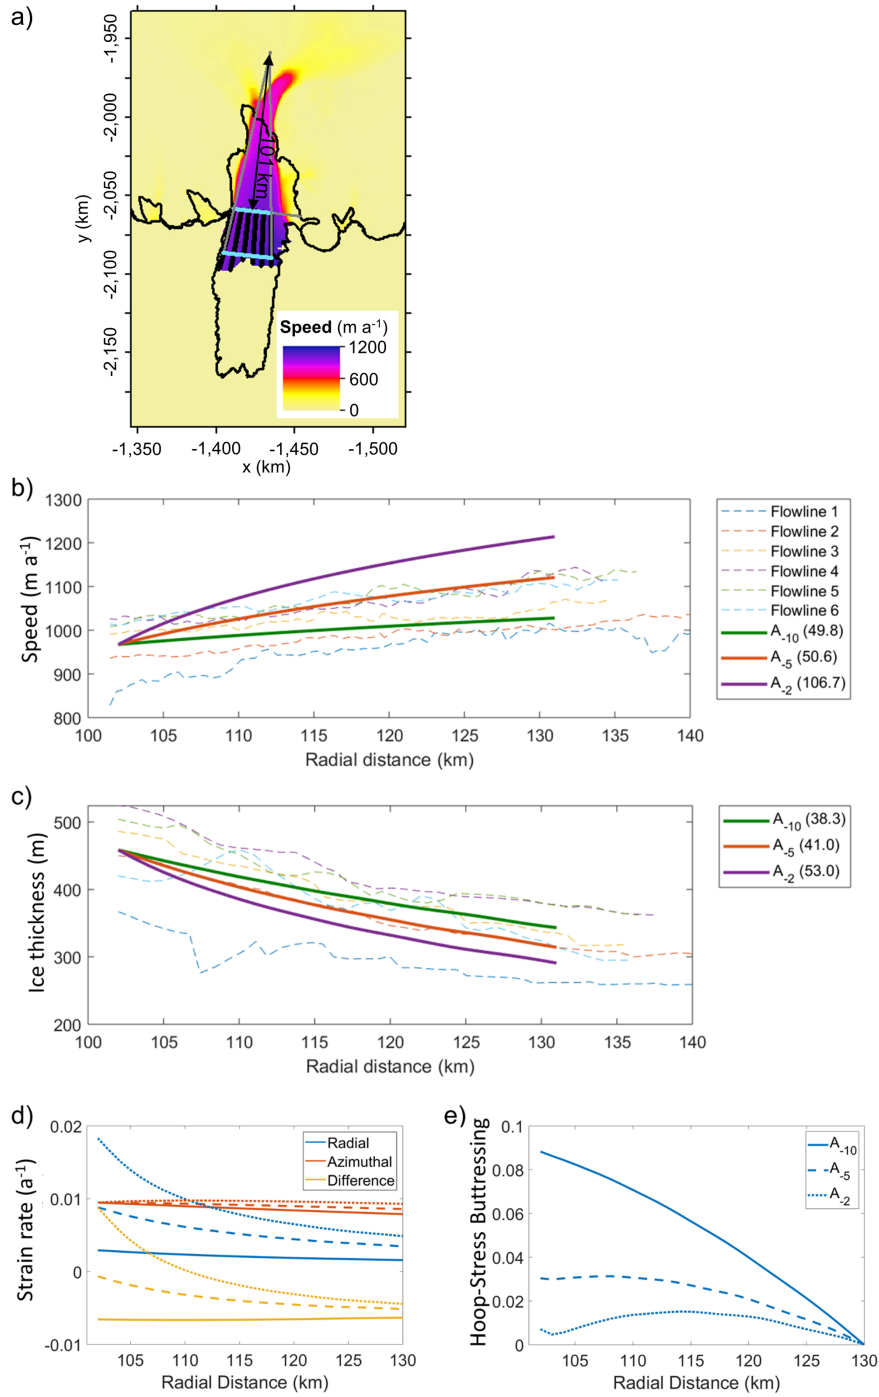 a)
-1,950
-2,000
-2,050
-2,100
-2,150
y (km)
101 km
Speed (m a-1)
1200
600
0
-1,350
-1,400
-1,450
-1,500
x (km)
b)
1300
1200
1100
1000
900
800
Speed (m a-1)
100
105
110
115
120
125
130
135
140
Radial distance (km)
Flowline 1
Flowline 2
Flowline 3
Flowline 4
Flowline 5
Flowline 6
A-10 (49.8)
A-5 (50.6)
A-2 (106.7)
c)
500
400
300
200
Ice thickness (m)
100
105
110
115
120
125
130
135
140
Radial distance (km)
A-10 (38.3)
A-5 (41.0)
A-2 (53.0)
d)
0.02
0.01
0
-0.01
Strain rate (a-1)
105
110
115
120
125
130
Radial Distance (km)
Radial
Azimuthal
Difference
e)
0.1
0.08
0.06
0.04
0.02
0
Hoop-Stress Buttressing
105
110
115
120
125
130
Radial Distance (km)
A-10
A-5
A-2